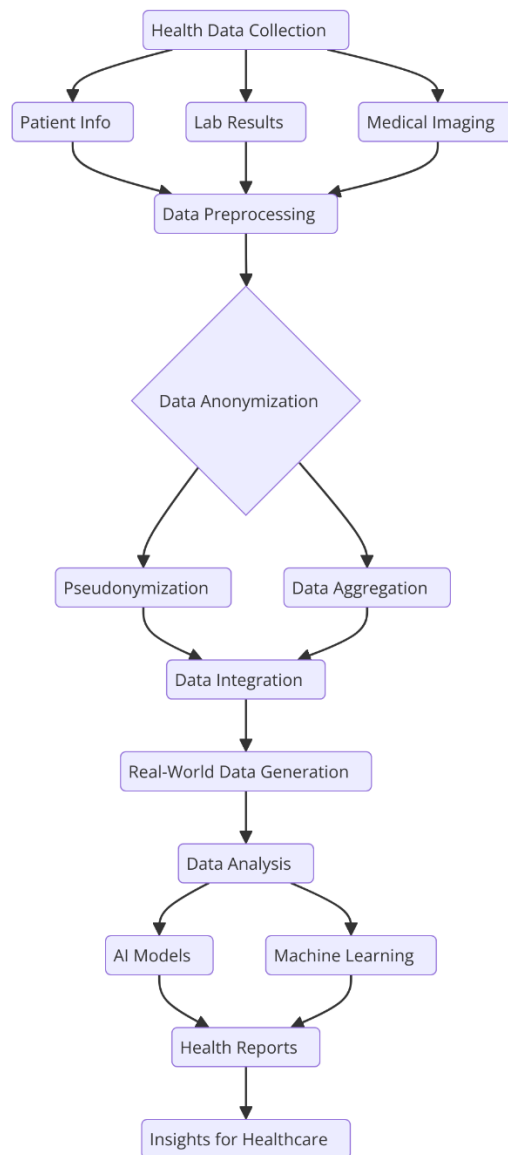 Health Data Collection
Patient Info
Lab Results
Medical Imaging
Data Preprocessing
Data Anonymization
Pseudonymization
Data Aggregation
Data Integration
Real-World Data Generation
Data Analysis
AI Models
Machine Learning
Health Reports
Insights for Healthcare